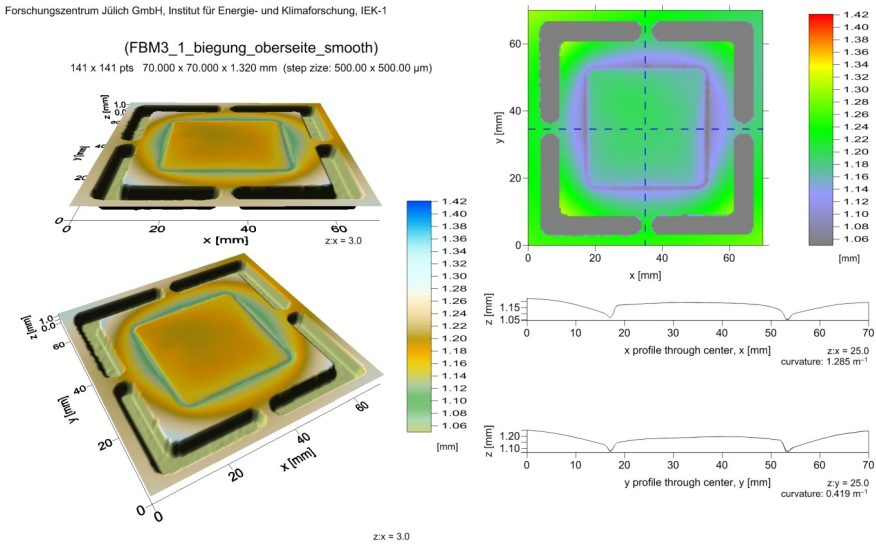 Forschungszentrum Jülich GmbH, Institut für Energie- und Klimaforschung, IEK-1
(FBM3_1_biegung_oberseite_smooth)
141 x 141 pts 70.000 x 70.000 x 1.320 mm (step zize: 500.00 x 500.00 µm)
z [mm]
1.0
0.0
y [mm]
40
20
0
0
20
40
60
x [mm]
z:x = 3.0
z [mm]
1.0
0.0
60
40
20
0
y [mm]
0
20
40
60
x [mm]
z:x = 3.0
1.42
1.40
1.38
1.36
1.34
1.32
1.30
1.28
1.26
1.24
1.22
1.20
1.18
1.16
1.14
1.12
1.10
1.08
1.06
[mm]
60
40
20
0
y [mm]
0
20
40
60
x [mm]
1.42
1.40
1.38
1.36
1.34
1.32
1.30
1.28
1.26
1.24
1.22
1.20
1.18
1.16
1.14
1.12
1.10
1.08
1.06
[mm]
z [mm]
1.15
1.05
0 10 20 30 40 50 60 70
x profile through center, x [mm]
z:x = 25.0
curvature: 1.285 m⁻¹
z [mm]
1.20
1.10
0 10 20 30 40 50 60 70
y profile through center, y [mm]
z:y = 25.0
curvature: 0.419 m⁻¹